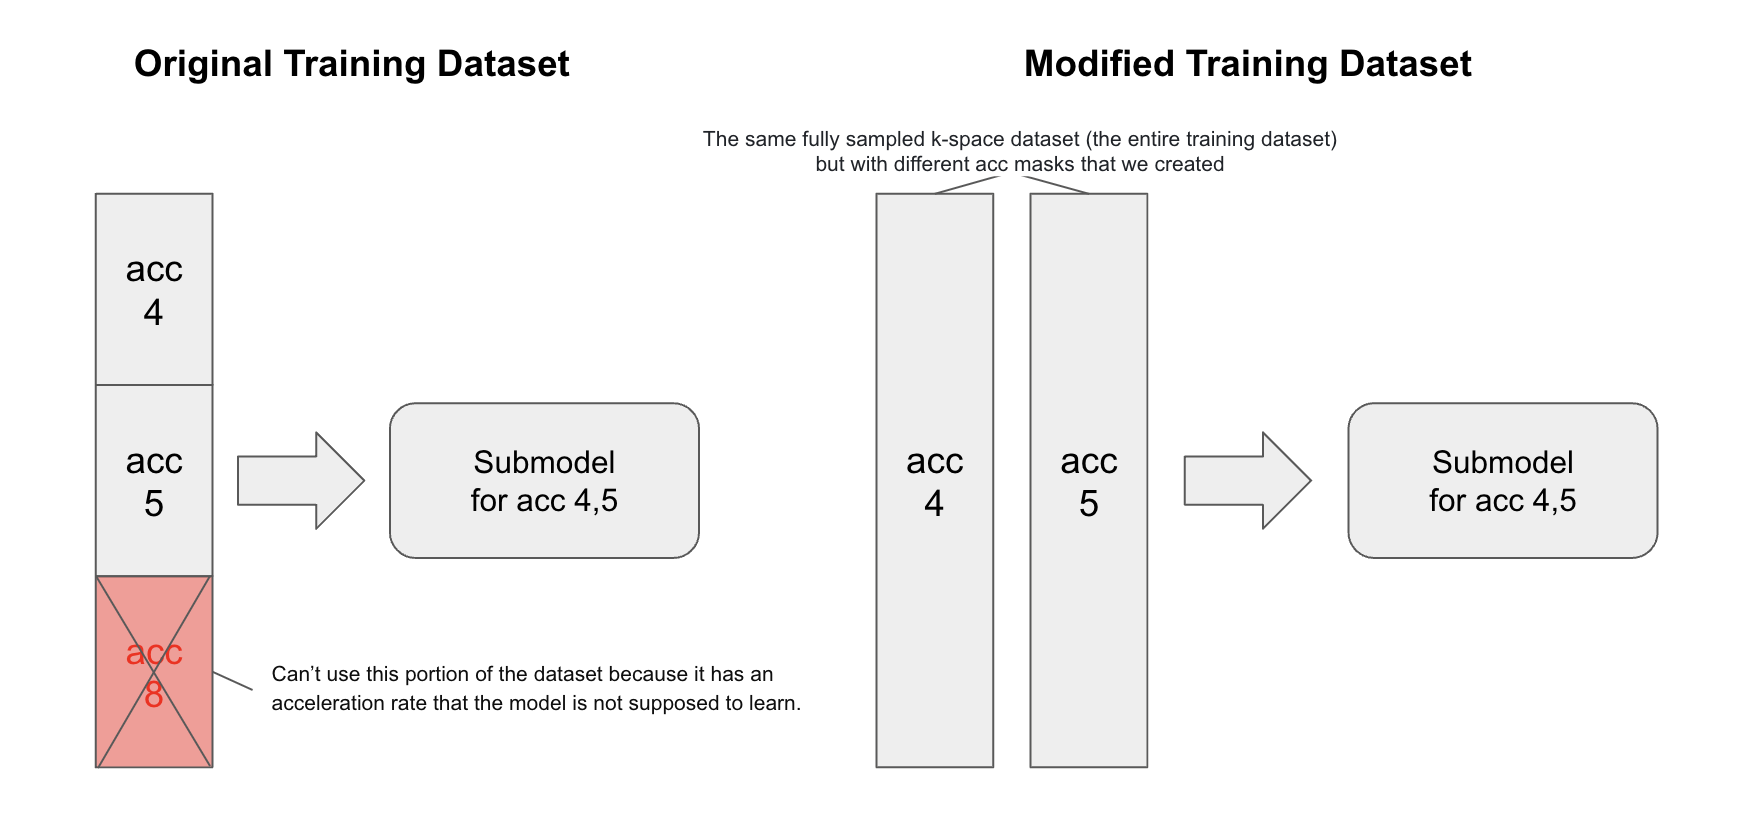 Original Training Dataset
acc
4
acc
5
acc
8
Submodel
for acc 4,5
Can’t use this portion of the dataset because it has an
acceleration rate that the model is not supposed to learn.
Modified Training Dataset
The same fully sampled k-space dataset (the entire training dataset)
but with different acc masks that we created
acc
4
acc
5
Submodel
for acc 4,5